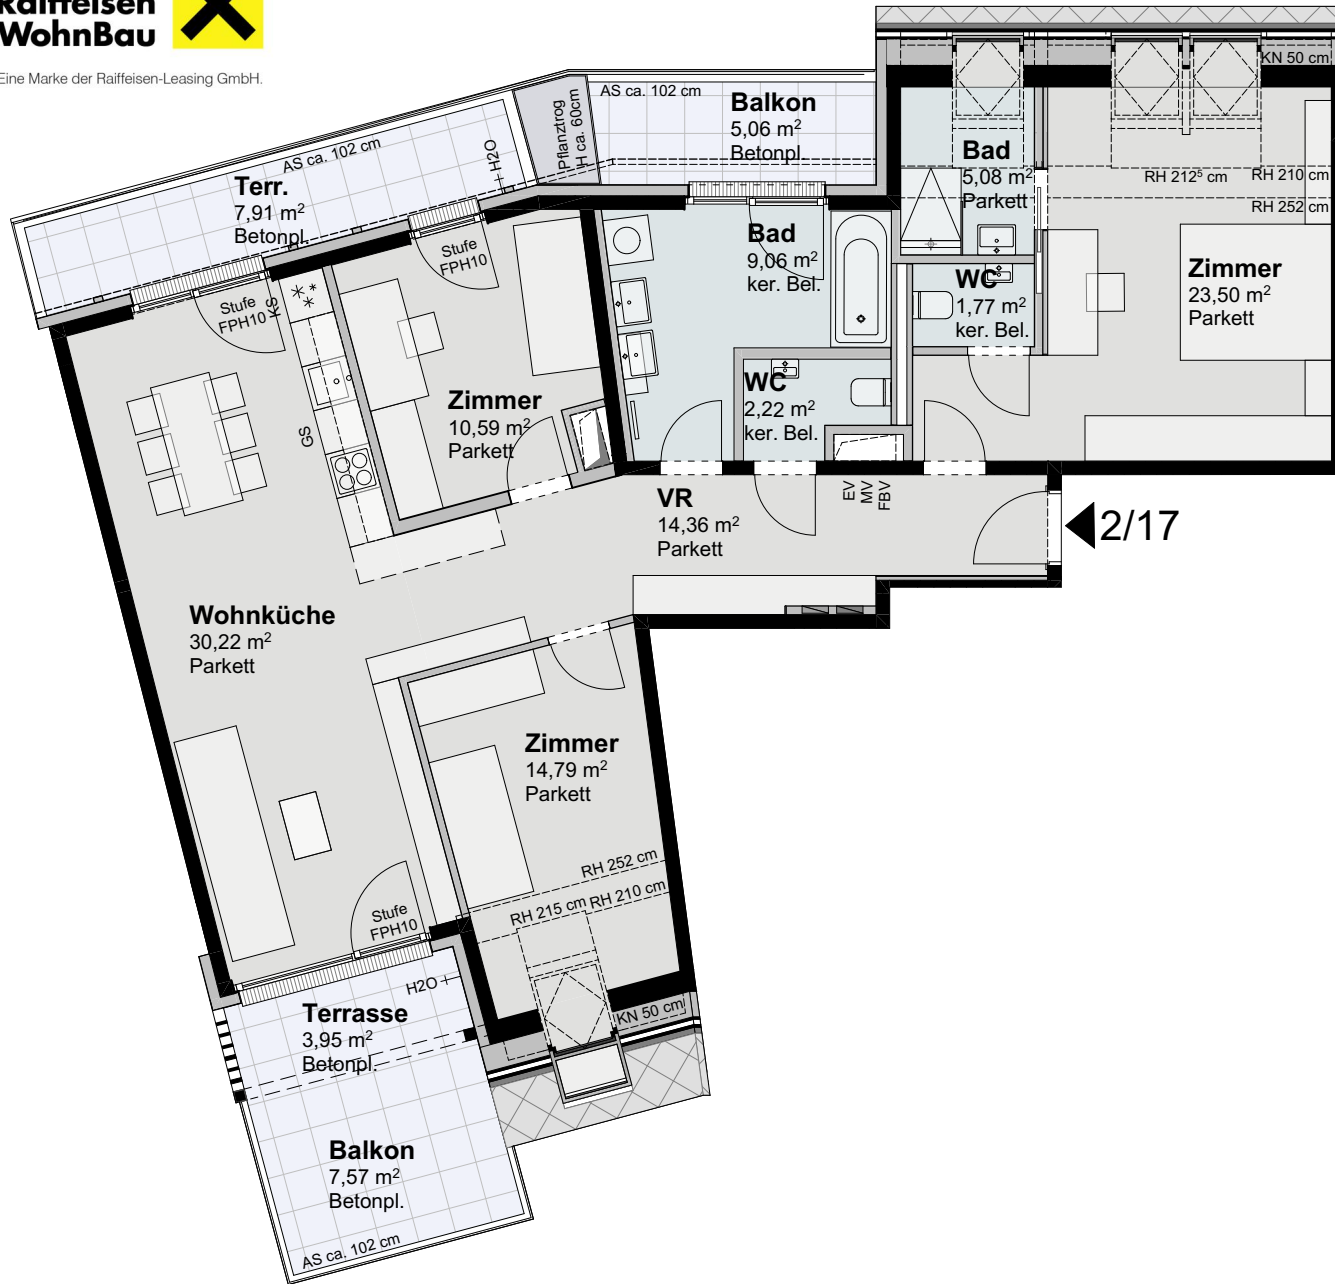 Raiffeisen
WohnBau
Eine Marke der Raiffeisen-Leasing GmbH.
KN 50 cm
AS ca. 102 cm
Balkon
5,06 m²
Betonpl.
Pflanztrog
H ca. 60cm
H2O
AS ca. 102 cm
Terr.
7,91 m²
Betonpl.
Bad
5,08 m²
Parkett
RH 212⁵ cm
RH 210 cm
RH 252 cm
Stufe
FPH10
Bad
9,06 m²
ker. Bel.
WC
1,77 m²
ker. Bel.
Zimmer
23,50 m²
Parkett
Stufe
FPH10
KS
GS
Zimmer
10,59 m²
Parkett
WC
2,22 m²
ker. Bel.
VR
14,36 m²
Parkett
EV
MV
FBV
2/17
Wohnküche
30,22 m²
Parkett
Zimmer
14,79 m²
Parkett
RH 252 cm
RH 215 cm
RH 210 cm
Stufe
FPH10
H2O
KN 50 cm
Terrasse
3,95 m²
Betonpl.
Balkon
7,57 m²
Betonpl.
AS ca. 102 cm